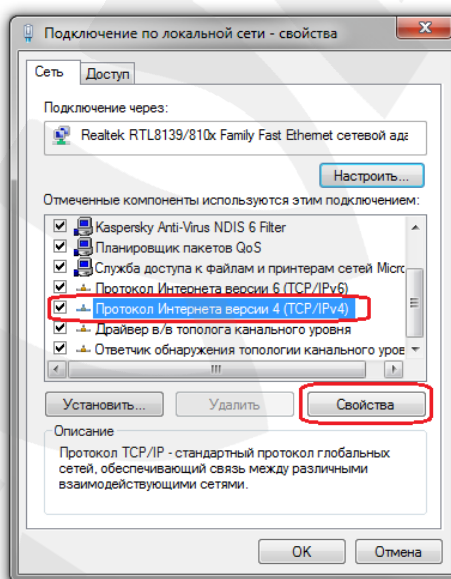 Подключение по локальной сети - свойства
Сеть Доступ
Подключение через:
Realtek RTL8139/810x Family Fast Ethernet сетевой ада
Настроить...
Отмеченные компоненты используются этим подключением:
Kaspersky Anti-Virus NDIS 6 Filter
Планировщик пакетов QoS
Служба доступа к файлам и принтерам сетей Micro
Протокол Интернета версии 6 (TCP/IPv6)
Протокол Интернета версии 4 (TCP/IPv4)
Драйвер в/в тополога канального уровня
Ответчик обнаружения топологии канального уров
Установить... Удалить Свойства
Описание
Протокол TCP/IP - стандартный протокол глобальных
сетей, обеспечивающий связь между различными
взаимодействующими сетями.
OK Отмена